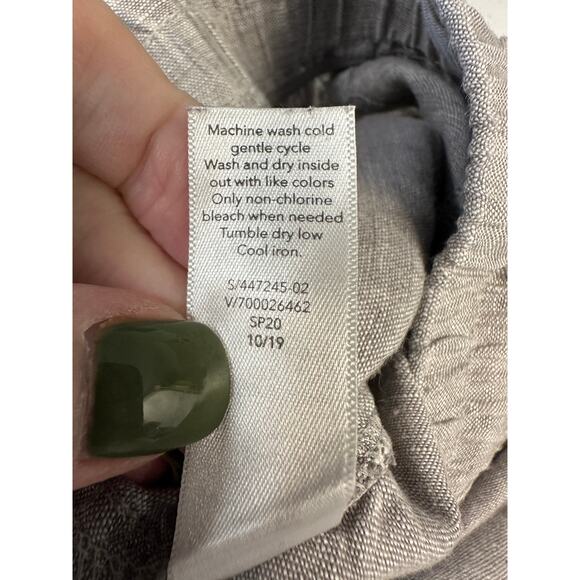 Machine wash cold
gentle cycle
Wash and dry inside
out with like colors
Only non-chlorine
bleach when needed
Tumble dry low
Cool iron.
S/447245-02
V/700026462
SP20
10/19